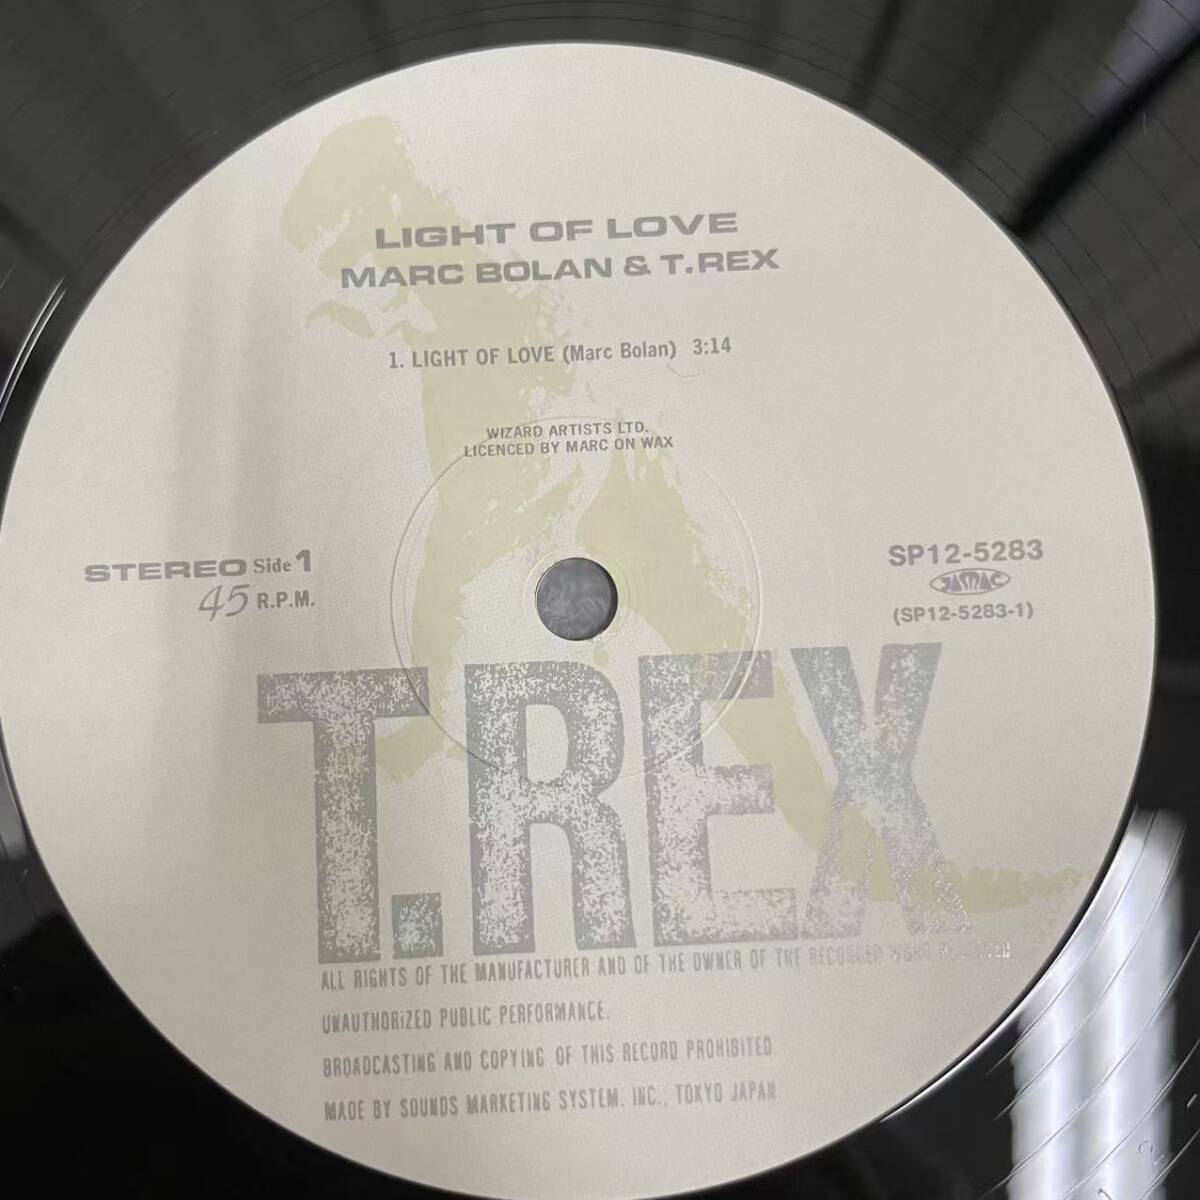 LIGHT OF LOVE
MARC BOLAN & T.REX
1. LIGHT OF LOVE (Marc Bolan) 3:14
WIZARD ARTISTS LTD.
LICENCED BY MARC ON WAX
STEREO Side 1
45 R.P.M.
SP12-5283
JASRAC
(SP12-5283-1)
T.REX
ALL RIGHTS OF THE MANUFACTURER AND OF THE OWNER OF THE RECORDED WORK RESERVED
UNAUTHORiZED PUBLIC PERFORMANCE.
BROADCASTING AND COPYING OF THIS RECORD PROHIBITED
MADE BY SOUNDS MARKETING SYSTEM. INC., TOKYO JAPAN